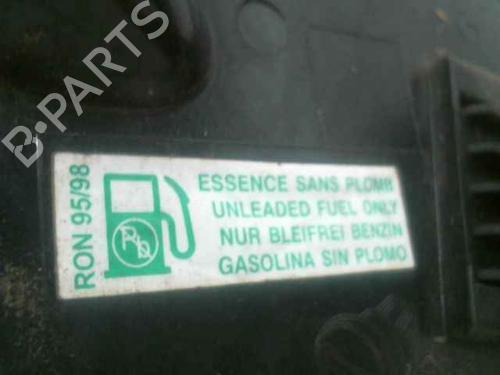 B-PARTS
RON 95/98
ESSENCE SANS PLOMB
UNLEADED FUEL ONLY
NUR BLEIFREI BENZIN
GASOLINA SIN PLOMO